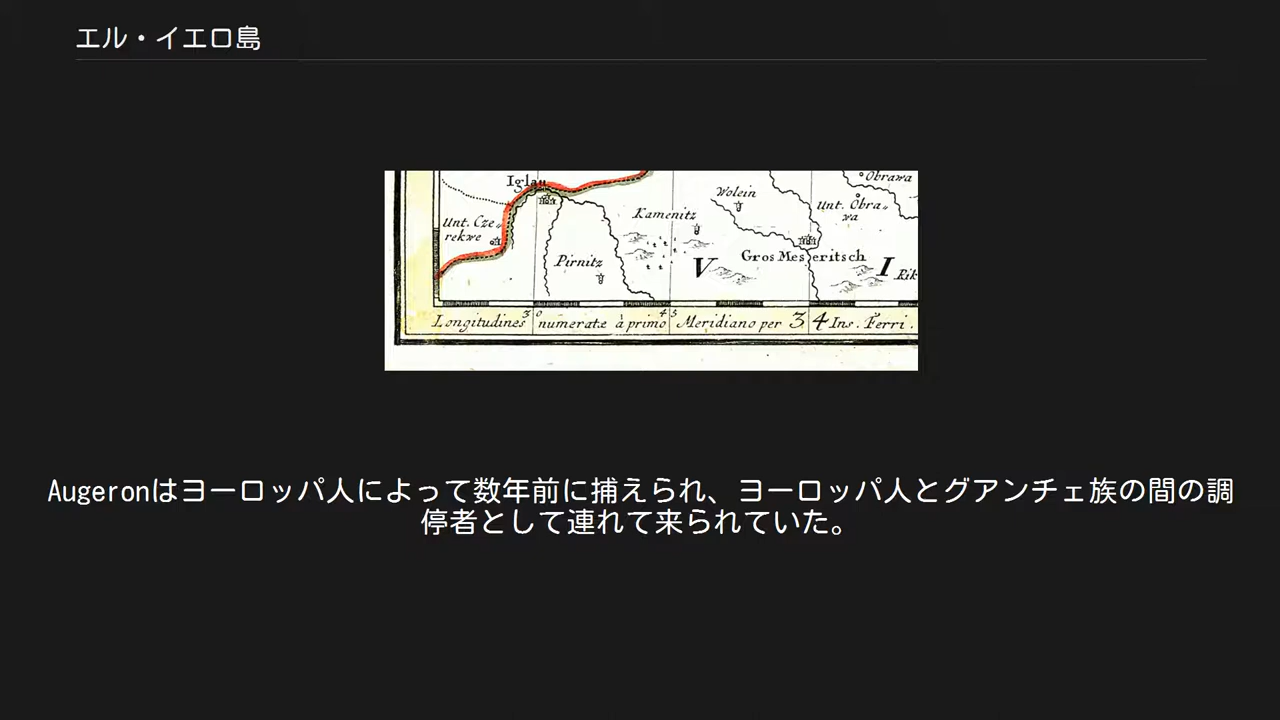 エル・イエロ島
Iglau
Obrawa
Wolein
Unt. Obra„
wa
Kamenitz
Unt. Cze„
rekwe
Pirnitz
Gros Meseritsch
V
I
Longitudines numeratæ à primo Meridiano per 34 Ins. Ferri.
Augeronはヨーロッパ人によって数年前に捕えられ、ヨーロッパ人とグアンチェ族の間の調
停者として連れて来られていた。